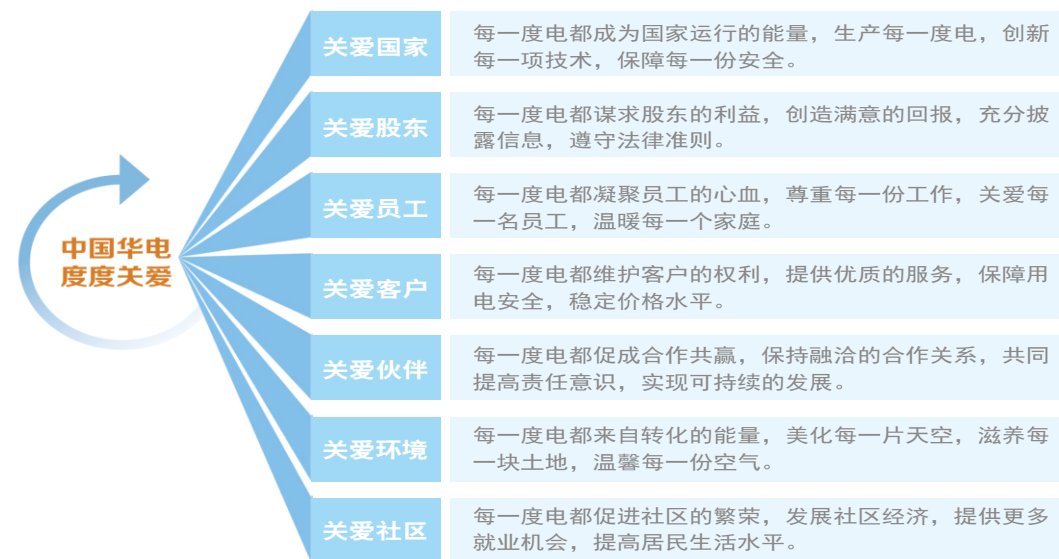 中国华电
度度关爱
关爱国家
每一度电都成为国家运行的能量，生产每一度电，创新
每一项技术，保障每一份安全。
关爱股东
每一度电都谋求股东的利益，创造满意的回报，充分披
露信息，遵守法律准则。
关爱员工
每一度电都凝聚员工的心血，尊重每一份工作，关爱每
一名员工，温暖每一个家庭。
关爱客户
每一度电都维护客户的权利，提供优质的服务，保障用
电安全，稳定价格水平。
关爱伙伴
每一度电都促成合作共赢，保持融洽的合作关系，共同
提高责任意识，实现可持续的发展。
关爱环境
每一度电都来自转化的能量，美化每一片天空，滋养每
一块土地，温馨每一份空气。
关爱社区
每一度电都促进社区的繁荣，发展社区经济，提供更多
就业机会，提高居民生活水平。